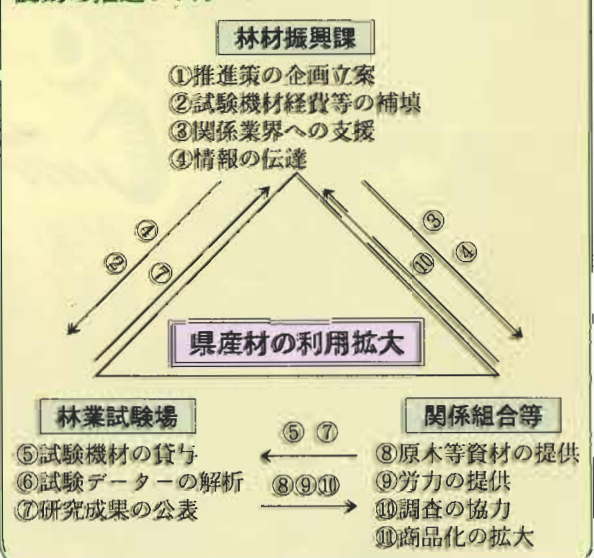 林材振興課
①推進策の企画立案
②試験機材経費等の補塡
③関係業界への支援
④情報の伝達
④
②
⑦
③
④
⑩
県産材の利用拡大
林業試験場
⑤試験機材の貸与
⑥試験データーの解析
⑦研究成果の公表
⑤ ⑦
⑧⑨⑩
関係組合等
⑧原木等資材の提供
⑨労力の提供
⑩調査の協力
⑪商品化の拡大